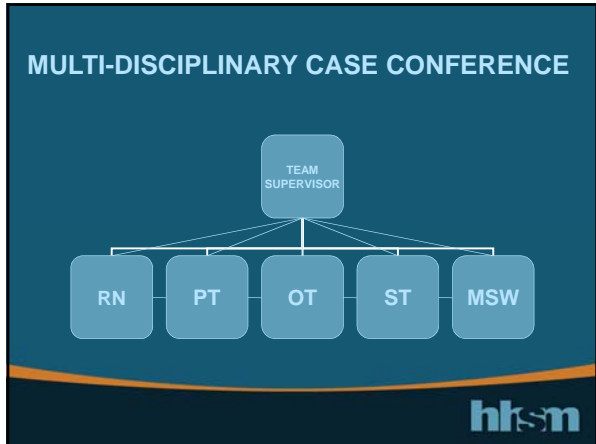 MULTI-DISCIPLINARY CASE CONFERENCE
TEAM
SUPERVISOR
RN
PT
OT
ST
MSW
hhsm